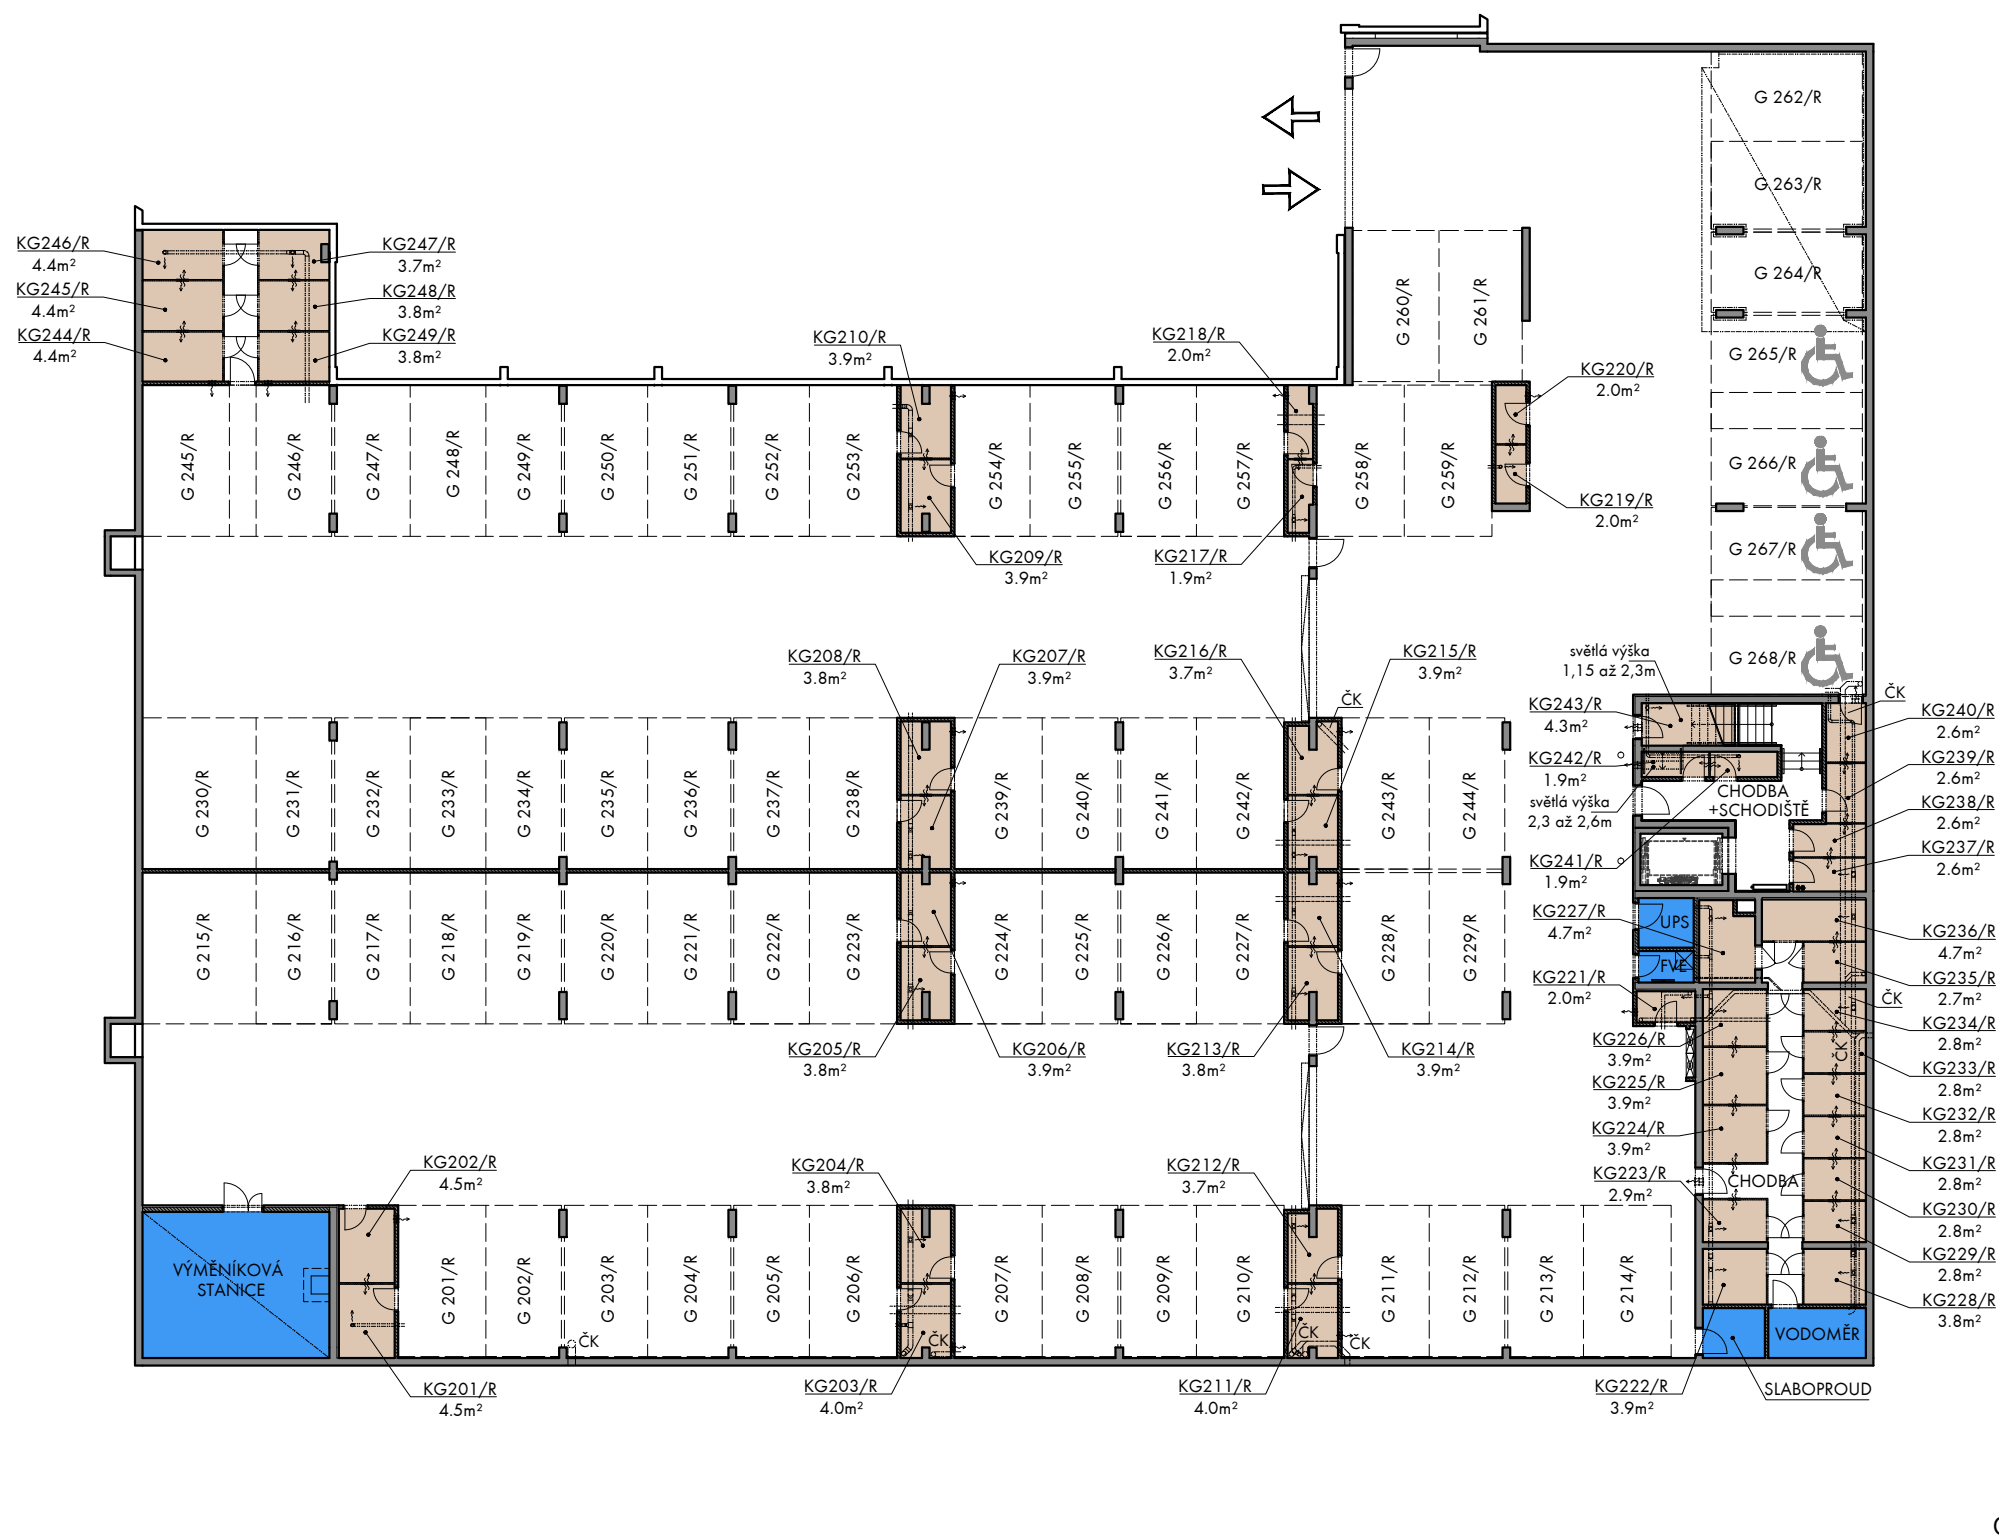 G 262/R
G 263/R
G 264/R
G 265/R
G 266/R
G 267/R
G 268/R
KG246/R
4.4m²
KG245/R
4.4m²
KG244/R
4.4m²
KG247/R
3.7m²
KG248/R
3.8m²
KG249/R
3.8m²
KG210/R
3.9m²
KG218/R
2.0m²
G 260/R
G 261/R
KG220/R
2.0m²
KG219/R
2.0m²
G 245/R
G 246/R
G 247/R
G 248/R
G 249/R
G 250/R
G 251/R
G 252/R
G 253/R
G 254/R
G 255/R
G 256/R
G 257/R
G 258/R
G 259/R
KG209/R
3.9m²
KG217/R
1.9m²
KG208/R
3.8m²
KG207/R
3.9m²
KG216/R
3.7m²
KG215/R
3.9m²
ČK
světlá výška
1,15 až 2,3m
KG243/R
4.3m²
KG242/R
1.9m²
světlá výška
2,3 až 2,6m
KG241/R
1.9m²
CHODBA
+SCHODIŠTĚ
ČK
KG240/R
2.6m²
KG239/R
2.6m²
KG238/R
2.6m²
KG237/R
2.6m²
G 230/R
G 231/R
G 232/R
G 233/R
G 234/R
G 235/R
G 236/R
G 237/R
G 238/R
G 239/R
G 240/R
G 241/R
G 242/R
G 243/R
G 244/R
G 215/R
G 216/R
G 217/R
G 218/R
G 219/R
G 220/R
G 221/R
G 222/R
G 223/R
G 224/R
G 225/R
G 226/R
G 227/R
G 228/R
G 229/R
KG227/R
4.7m²
UPS
FVE
KG221/R
2.0m²
KG236/R
4.7m²
KG235/R
2.7m²
ČK
KG234/R
2.8m²
ČK
KG233/R
2.8m²
KG232/R
2.8m²
KG231/R
2.8m²
KG230/R
2.8m²
KG229/R
2.8m²
KG228/R
3.8m²
KG205/R
3.8m²
KG206/R
3.9m²
KG213/R
3.8m²
KG214/R
3.9m²
KG226/R
3.9m²
KG225/R
3.9m²
KG224/R
3.9m²
KG223/R
2.9m²
CHODBA
KG202/R
4.5m²
KG204/R
3.8m²
KG212/R
3.7m²
VÝMĚNÍKOVÁ
STANICE
G 201/R
G 202/R
G 203/R
G 204/R
G 205/R
G 206/R
G 207/R
G 208/R
G 209/R
G 210/R
G 211/R
G 212/R
G 213/R
G 214/R
ČK
ČK
ČK
ČK
VODOMĚR
KG201/R
4.5m²
KG203/R
4.0m²
KG211/R
4.0m²
KG222/R
3.9m²
SLABOPROUD